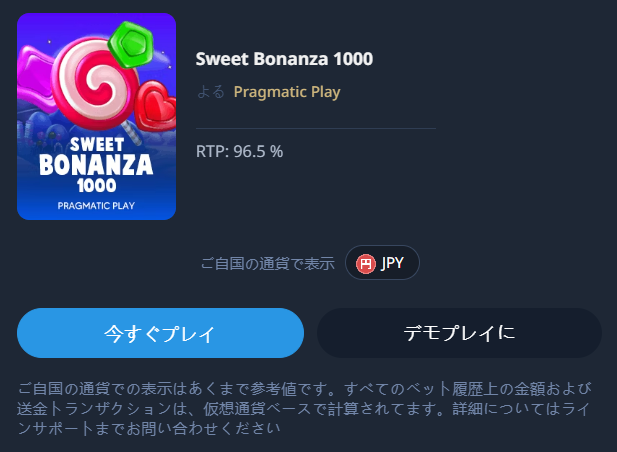 SWEET
BONANZA
1000
PRAGMATIC PLAY
Sweet Bonanza 1000
よる Pragmatic Play
RTP: 96.5 %
ご自国の通貨で表示
円 JPY
今すぐプレイ
デモプレイに
ご自国の通貨での表示はあくまで参考値です。すべてのベット履歴上の金額および
送金トランザクションは、仮想通貨ベースで計算されてます。詳細についてはライ
ンサポートまでお問い合わせください